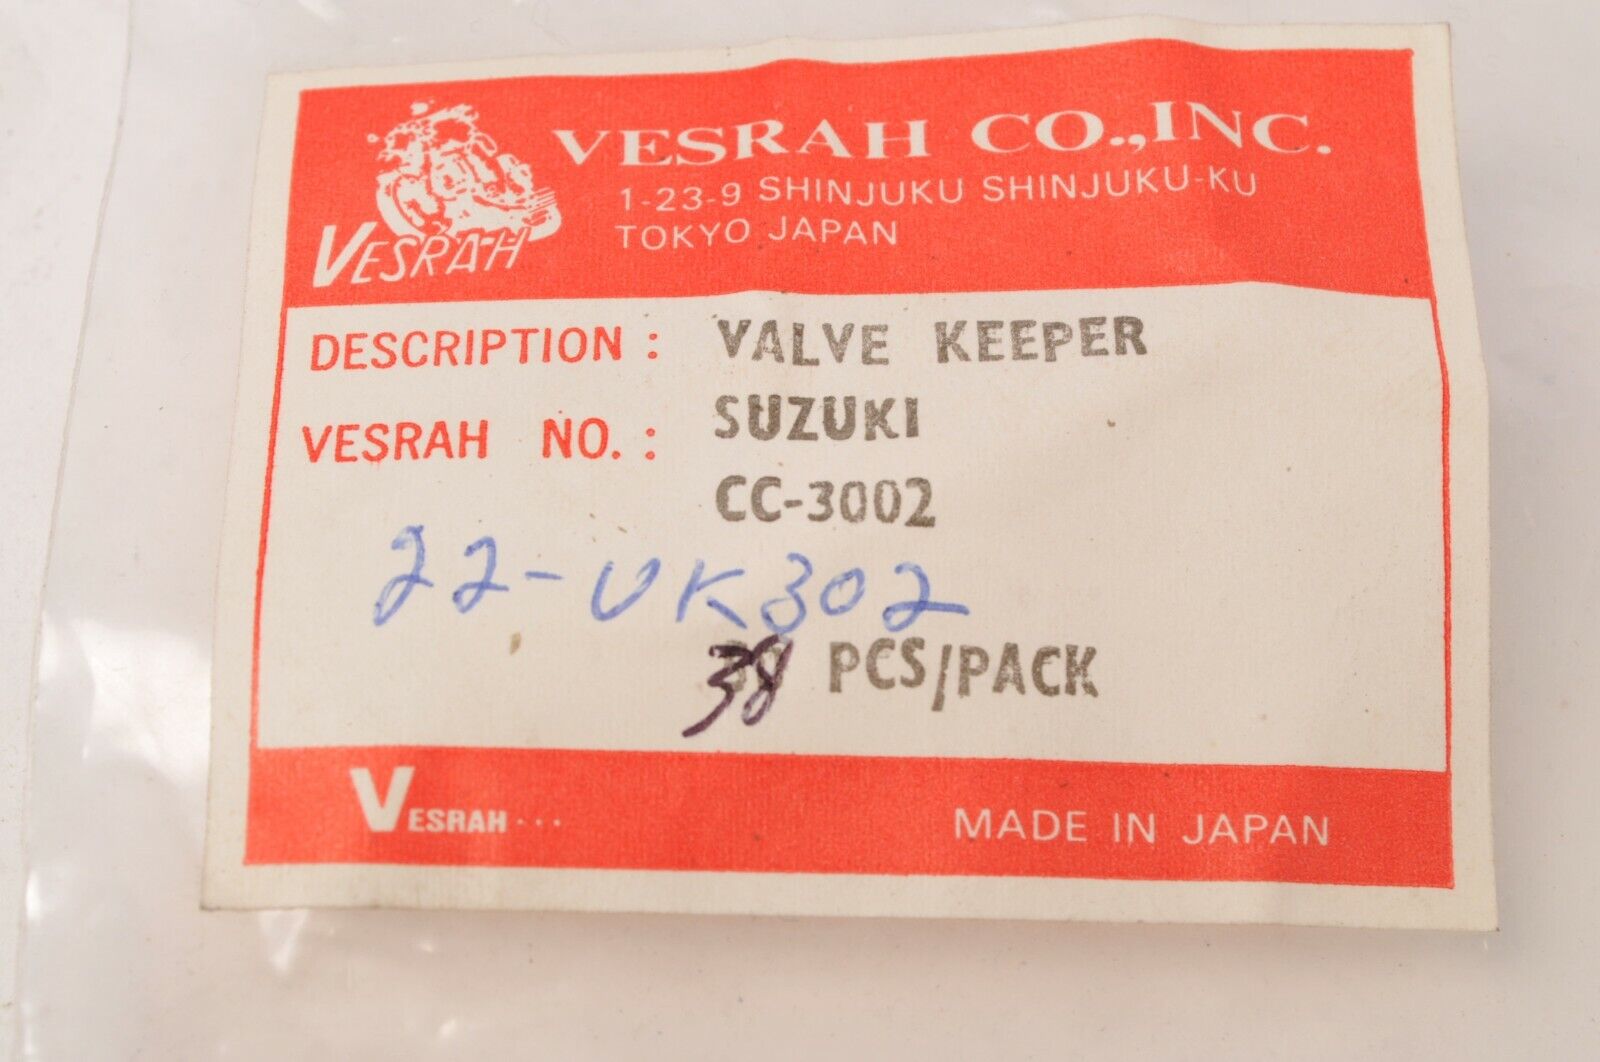 VESRAH CO.,INC.
1-23-9 SHINJUKU SHINJUKU-KU
TOKYO JAPAN
VESRAH
DESCRIPTION : VALVE KEEPER
SUZUKI
VESRAH NO. :
CC-3002
22-VK302
38 PCS/PACK
VESRAH...
MADE IN JAPAN